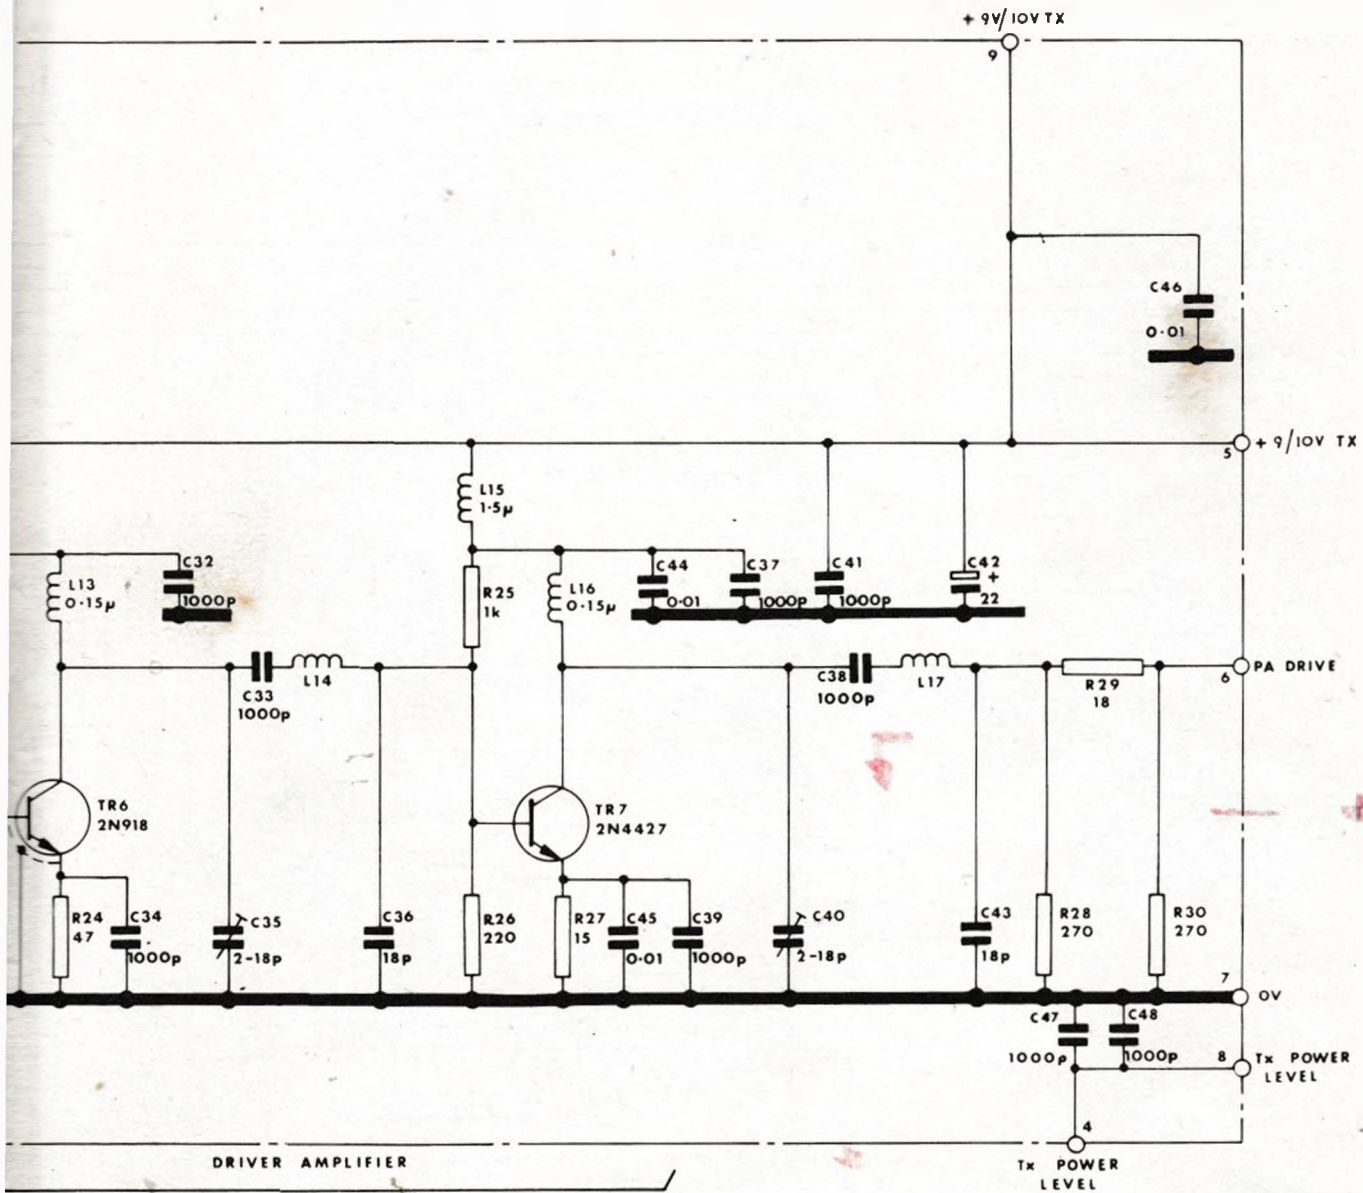 + 9V/10V TX
9
C46
0·01
5
+ 9/10V TX
L15
1·5µ
L13
0·15µ
C32
1000p
R25
1k
L16
0·15µ
C44
0·01
C37
1000p
C41
1000p
C42
+
22
C33
1000p
L14
C38
1000p
L17
R29
18
6
PA DRIVE
TR6
2N918
TR7
2N4427
R24
47
C34
1000p
C35
2-18p
C36
18p
R26
220
R27
15
C45
0·01
C39
1000p
C40
2-18p
C43
18p
R28
270
R30
270
7
0V
C47
1000p
C48
1000p
8
Tx POWER
LEVEL
4
Tx POWER
LEVEL
DRIVER AMPLIFIER